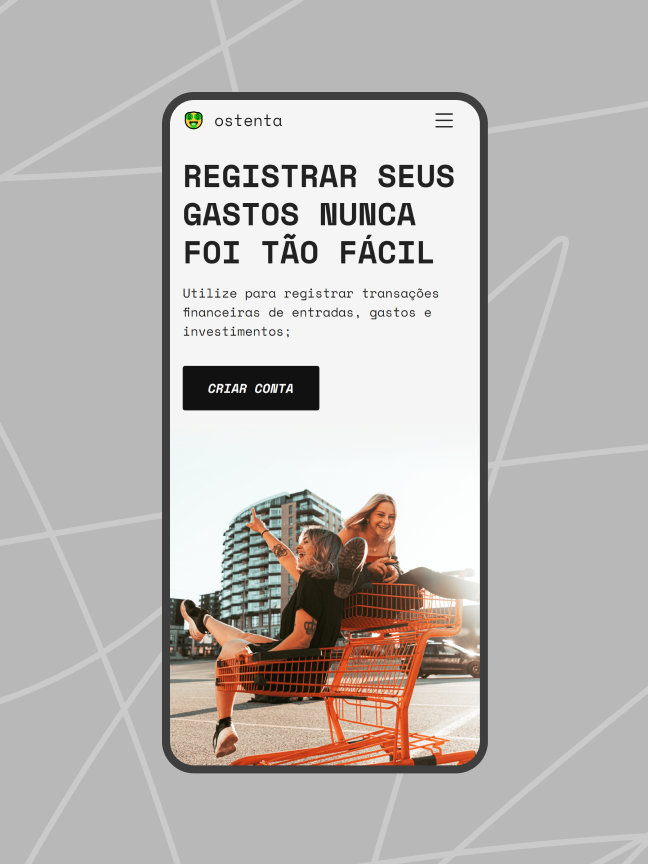 ostenta
REGISTRAR SEUS
GASTOS NUNCA
FOI TÃO FÁCIL
Utilize para registrar transações
financeiras de entradas, gastos e
investimentos;
CRIAR CONTA